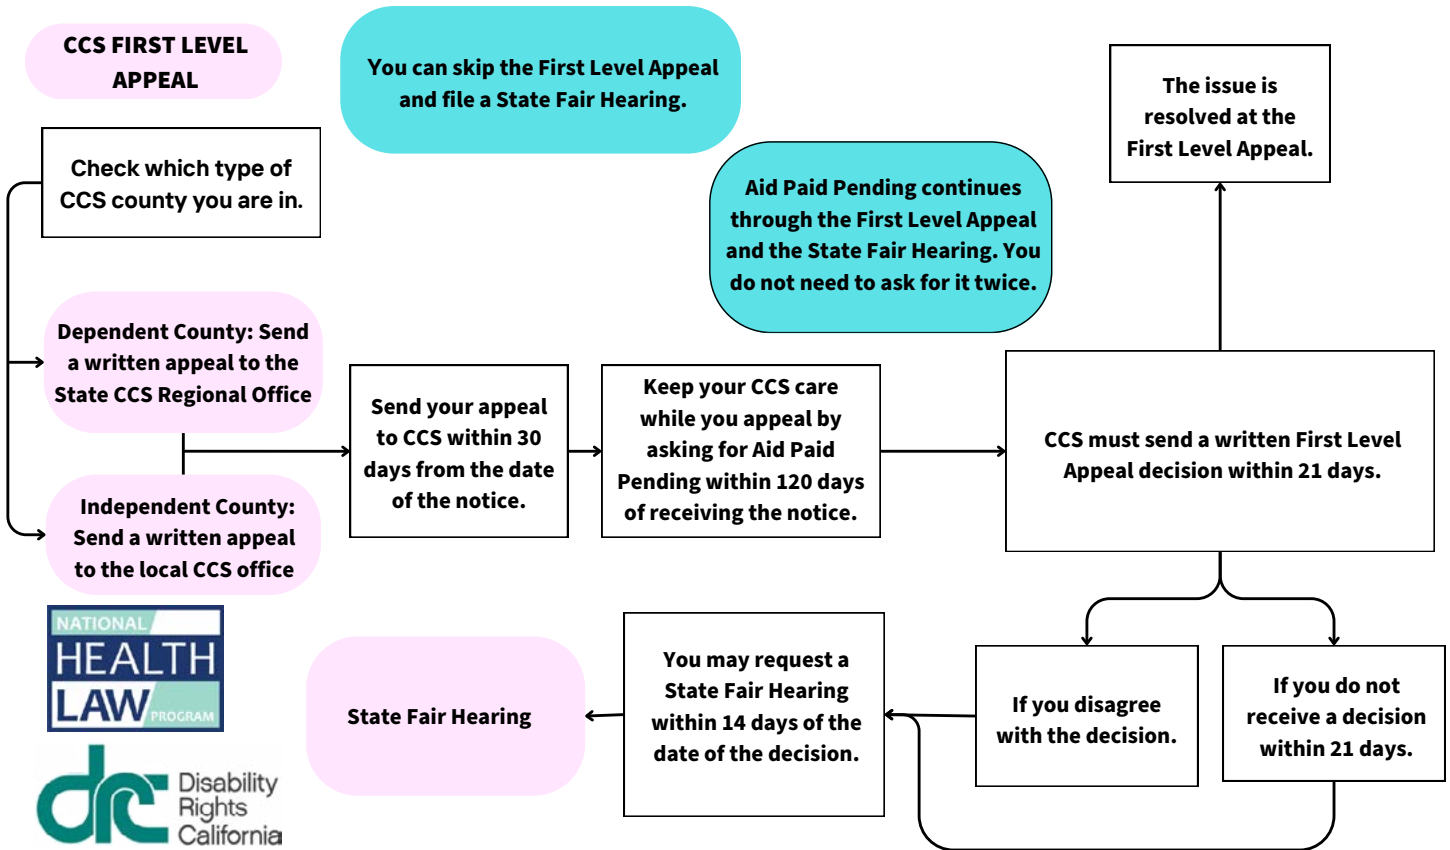 CCS FIRST LEVEL
APPEAL
You can skip the First Level Appeal
and file a State Fair Hearing.
The issue is
resolved at the
First Level Appeal.
Check which type of
CCS county you are in.
Aid Paid Pending continues
through the First Level Appeal
and the State Fair Hearing. You
do not need to ask for it twice.
Dependent County: Send
a written appeal to the
State CCS Regional Office
Independent County:
Send a written appeal
to the local CCS office
Send your appeal
to CCS within 30
days from the date
of the notice.
Keep your CCS care
while you appeal by
asking for Aid Paid
Pending within 120 days
of receiving the notice.
CCS must send a written First Level
Appeal decision within 21 days.
If you disagree
with the decision.
If you do not
receive a decision
within 21 days.
You may request a
State Fair Hearing
within 14 days of the
date of the decision.
State Fair Hearing
NATIONAL
HEALTH
LAW PROGRAM
drc Disability
Rights
California